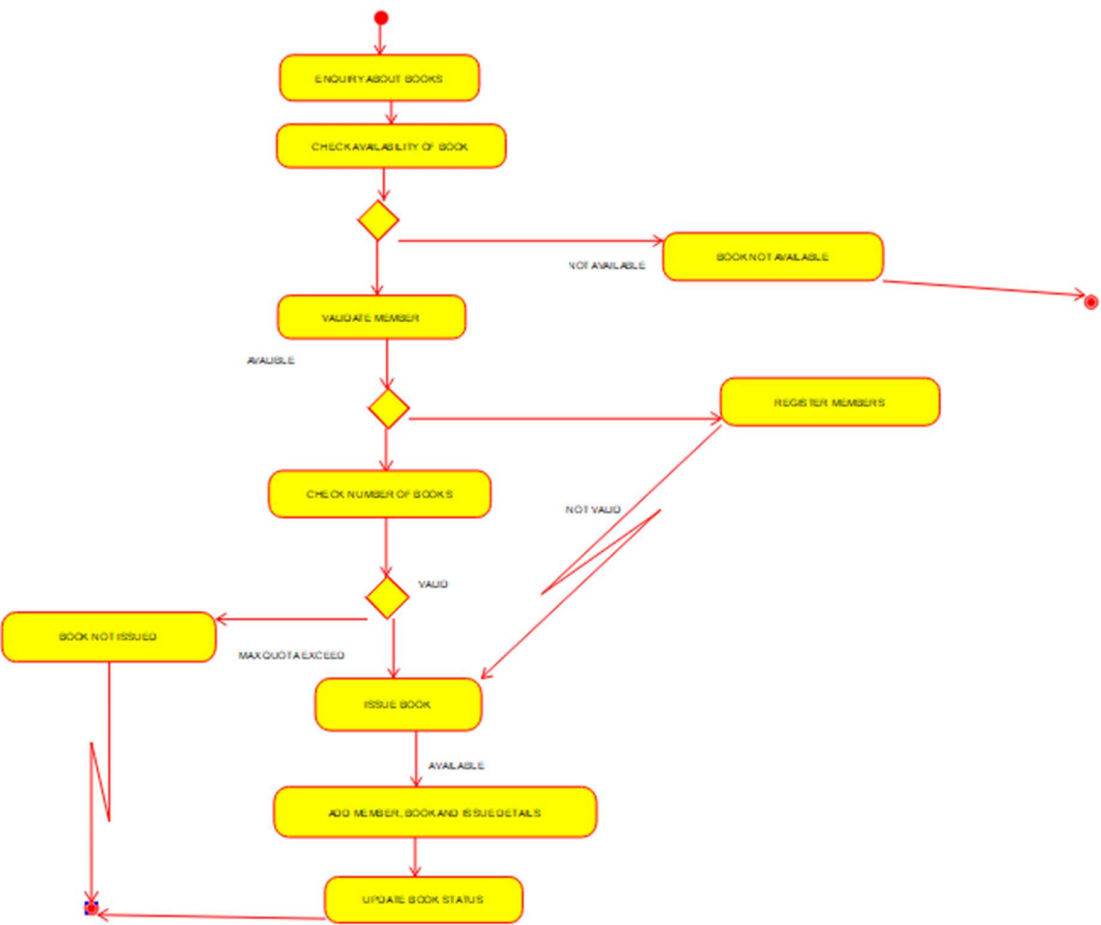 ENQUIRY ABOUT BOOKS
CHECK AVAILABILITY OF BOOK
BOOK NOT AVAILABLE
NOT AVAILABLE
VALIDATE MEMBER
AVALIBLE
REGISTER MEMBERS
CHECK NUMBER OF BOOKS
NOT VALID
VALID
BOOK NOT ISSUED
MAX QUOTA EXCEED
ISSUE BOOK
AVAILABLE
ADD MEMBER, BOOK AND ISSUE DETAILS
UPDATE BOOK STATUS